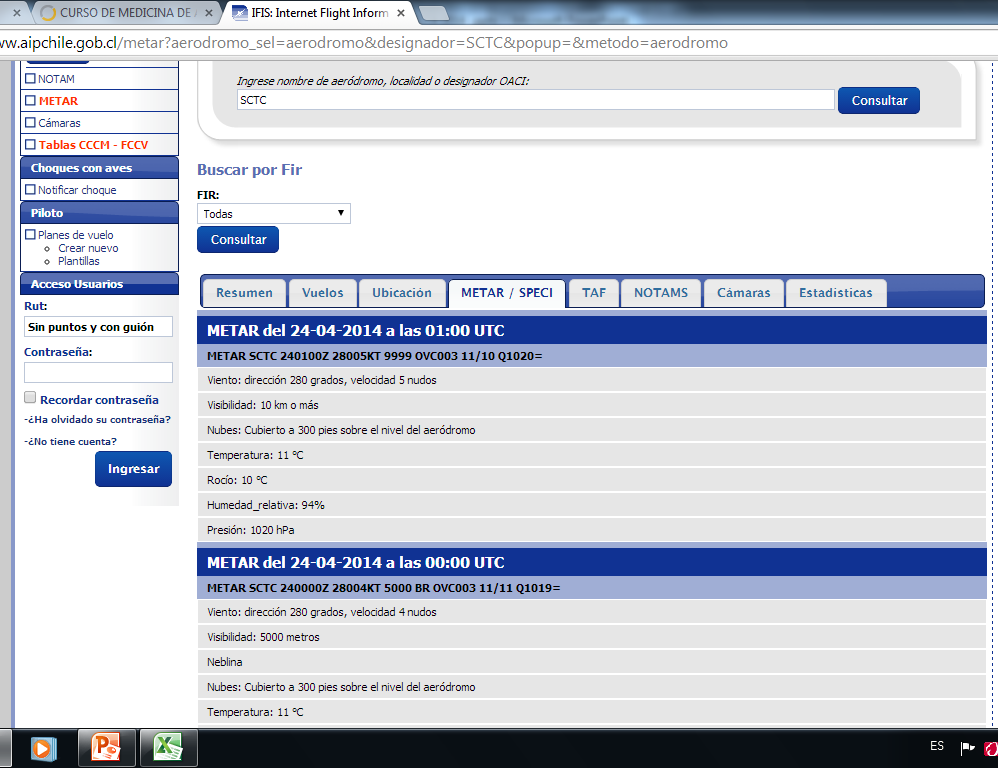 CURSO DE MEDICINA DE
IFIS: Internet Flight Inform
ww.aipchile.gob.cl/metar?aerodromo_sel=aerodromo&designador=SCTC&popup=&metodo=aerodromo
NOTAM
METAR
Cámaras
Tablas CCCM - FCCV
Choques con aves
Notificar choque
Piloto
Planes de vuelo
Crear nuevo
Plantillas
Acceso Usuarios
Rut:
Sin puntos y con guión
Contraseña:
Recordar contraseña
-¿Ha olvidado su contraseña?
-¿No tiene cuenta?
Ingresar
Ingrese nombre de aeródromo, localidad o designador OACI:
SCTC
Consultar
Buscar por Fir
FIR:
Todas
Consultar
Resumen Vuelos Ubicación METAR / SPECI TAF NOTAMS Cámaras Estadisticas
METAR del 24-04-2014 a las 01:00 UTC
METAR SCTC 240100Z 28005KT 9999 OVC003 11/10 Q1020=
Viento: dirección 280 grados, velocidad 5 nudos
Visibilidad: 10 km o más
Nubes: Cubierto a 300 pies sobre el nivel del aeródromo
Temperatura: 11 ºC
Rocío: 10 ºC
Humedad_relativa: 94%
Presión: 1020 hPa
METAR del 24-04-2014 a las 00:00 UTC
METAR SCTC 240000Z 28004KT 5000 BR OVC003 11/11 Q1019=
Viento: dirección 280 grados, velocidad 4 nudos
Visibilidad: 5000 metros
Neblina
Nubes: Cubierto a 300 pies sobre el nivel del aeródromo
Temperatura: 11 ºC
ES